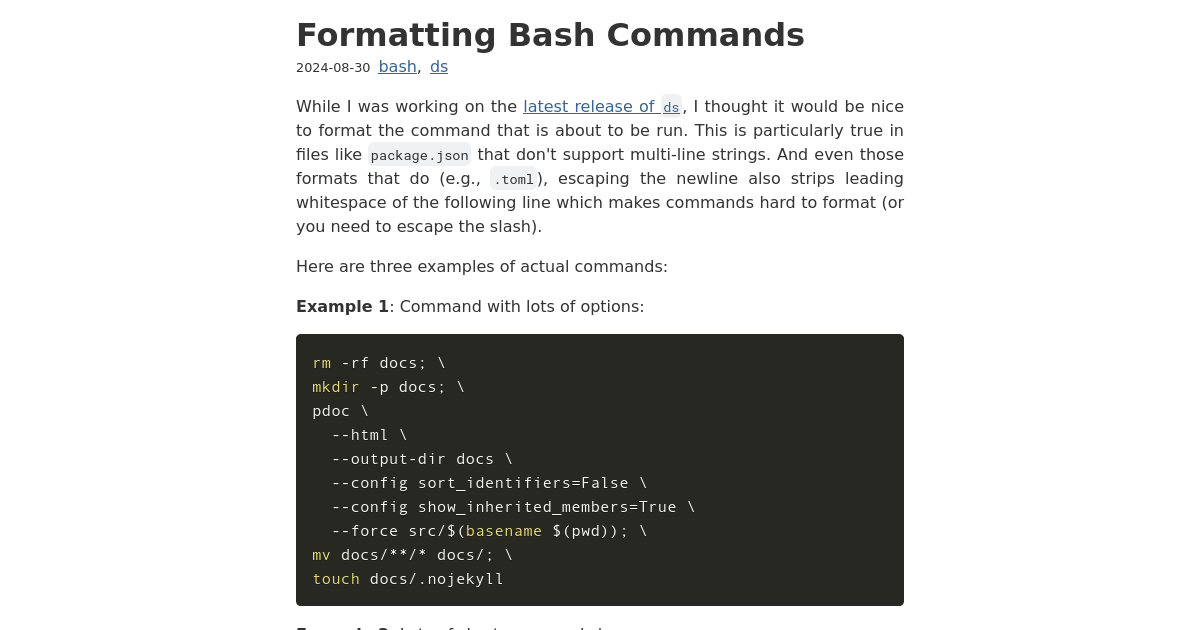 Formatting Bash Commands
2024-08-30 bash, ds
While I was working on the latest release of ds, I thought it would be nice
to format the command that is about to be run. This is particularly true in
files like package.json that don't support multi-line strings. And even those
formats that do (e.g., .toml), escaping the newline also strips leading
whitespace of the following line which makes commands hard to format (or
you need to escape the slash).
Here are three examples of actual commands:
Example 1: Command with lots of options:
rm -rf docs; \
mkdir -p docs; \
pdoc \
  --html \
  --output-dir docs \
  --config sort_identifiers=False \
  --config show_inherited_members=True \
  --force src/$(basename $(pwd)); \
mv docs/**/* docs/; \
touch docs/.nojekyll